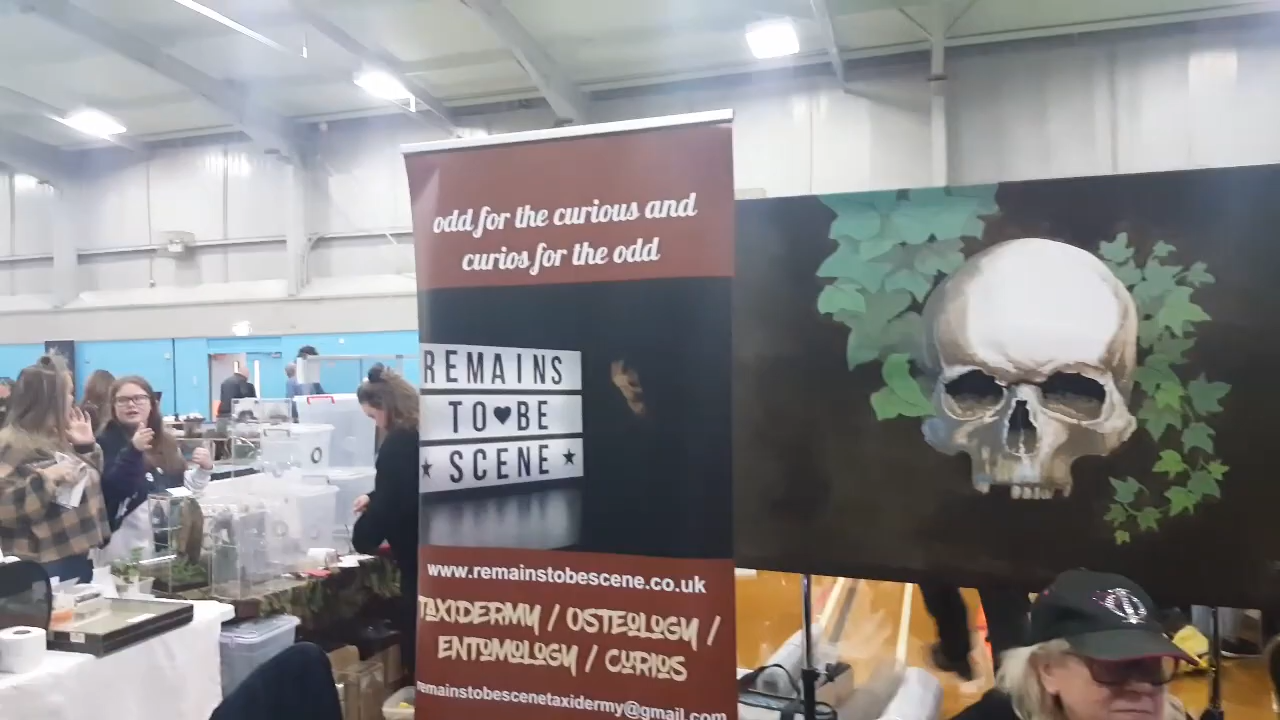 odd for the curious and
curios for the odd
REMAINS
TO♥BE
★ SCENE ★
www.remainstobescene.co.uk
TAXIDERMY / OSTEOLOGY /
ENTOMOLOGY / CURIOS
remainstobescenetaxidermy@gmail.com